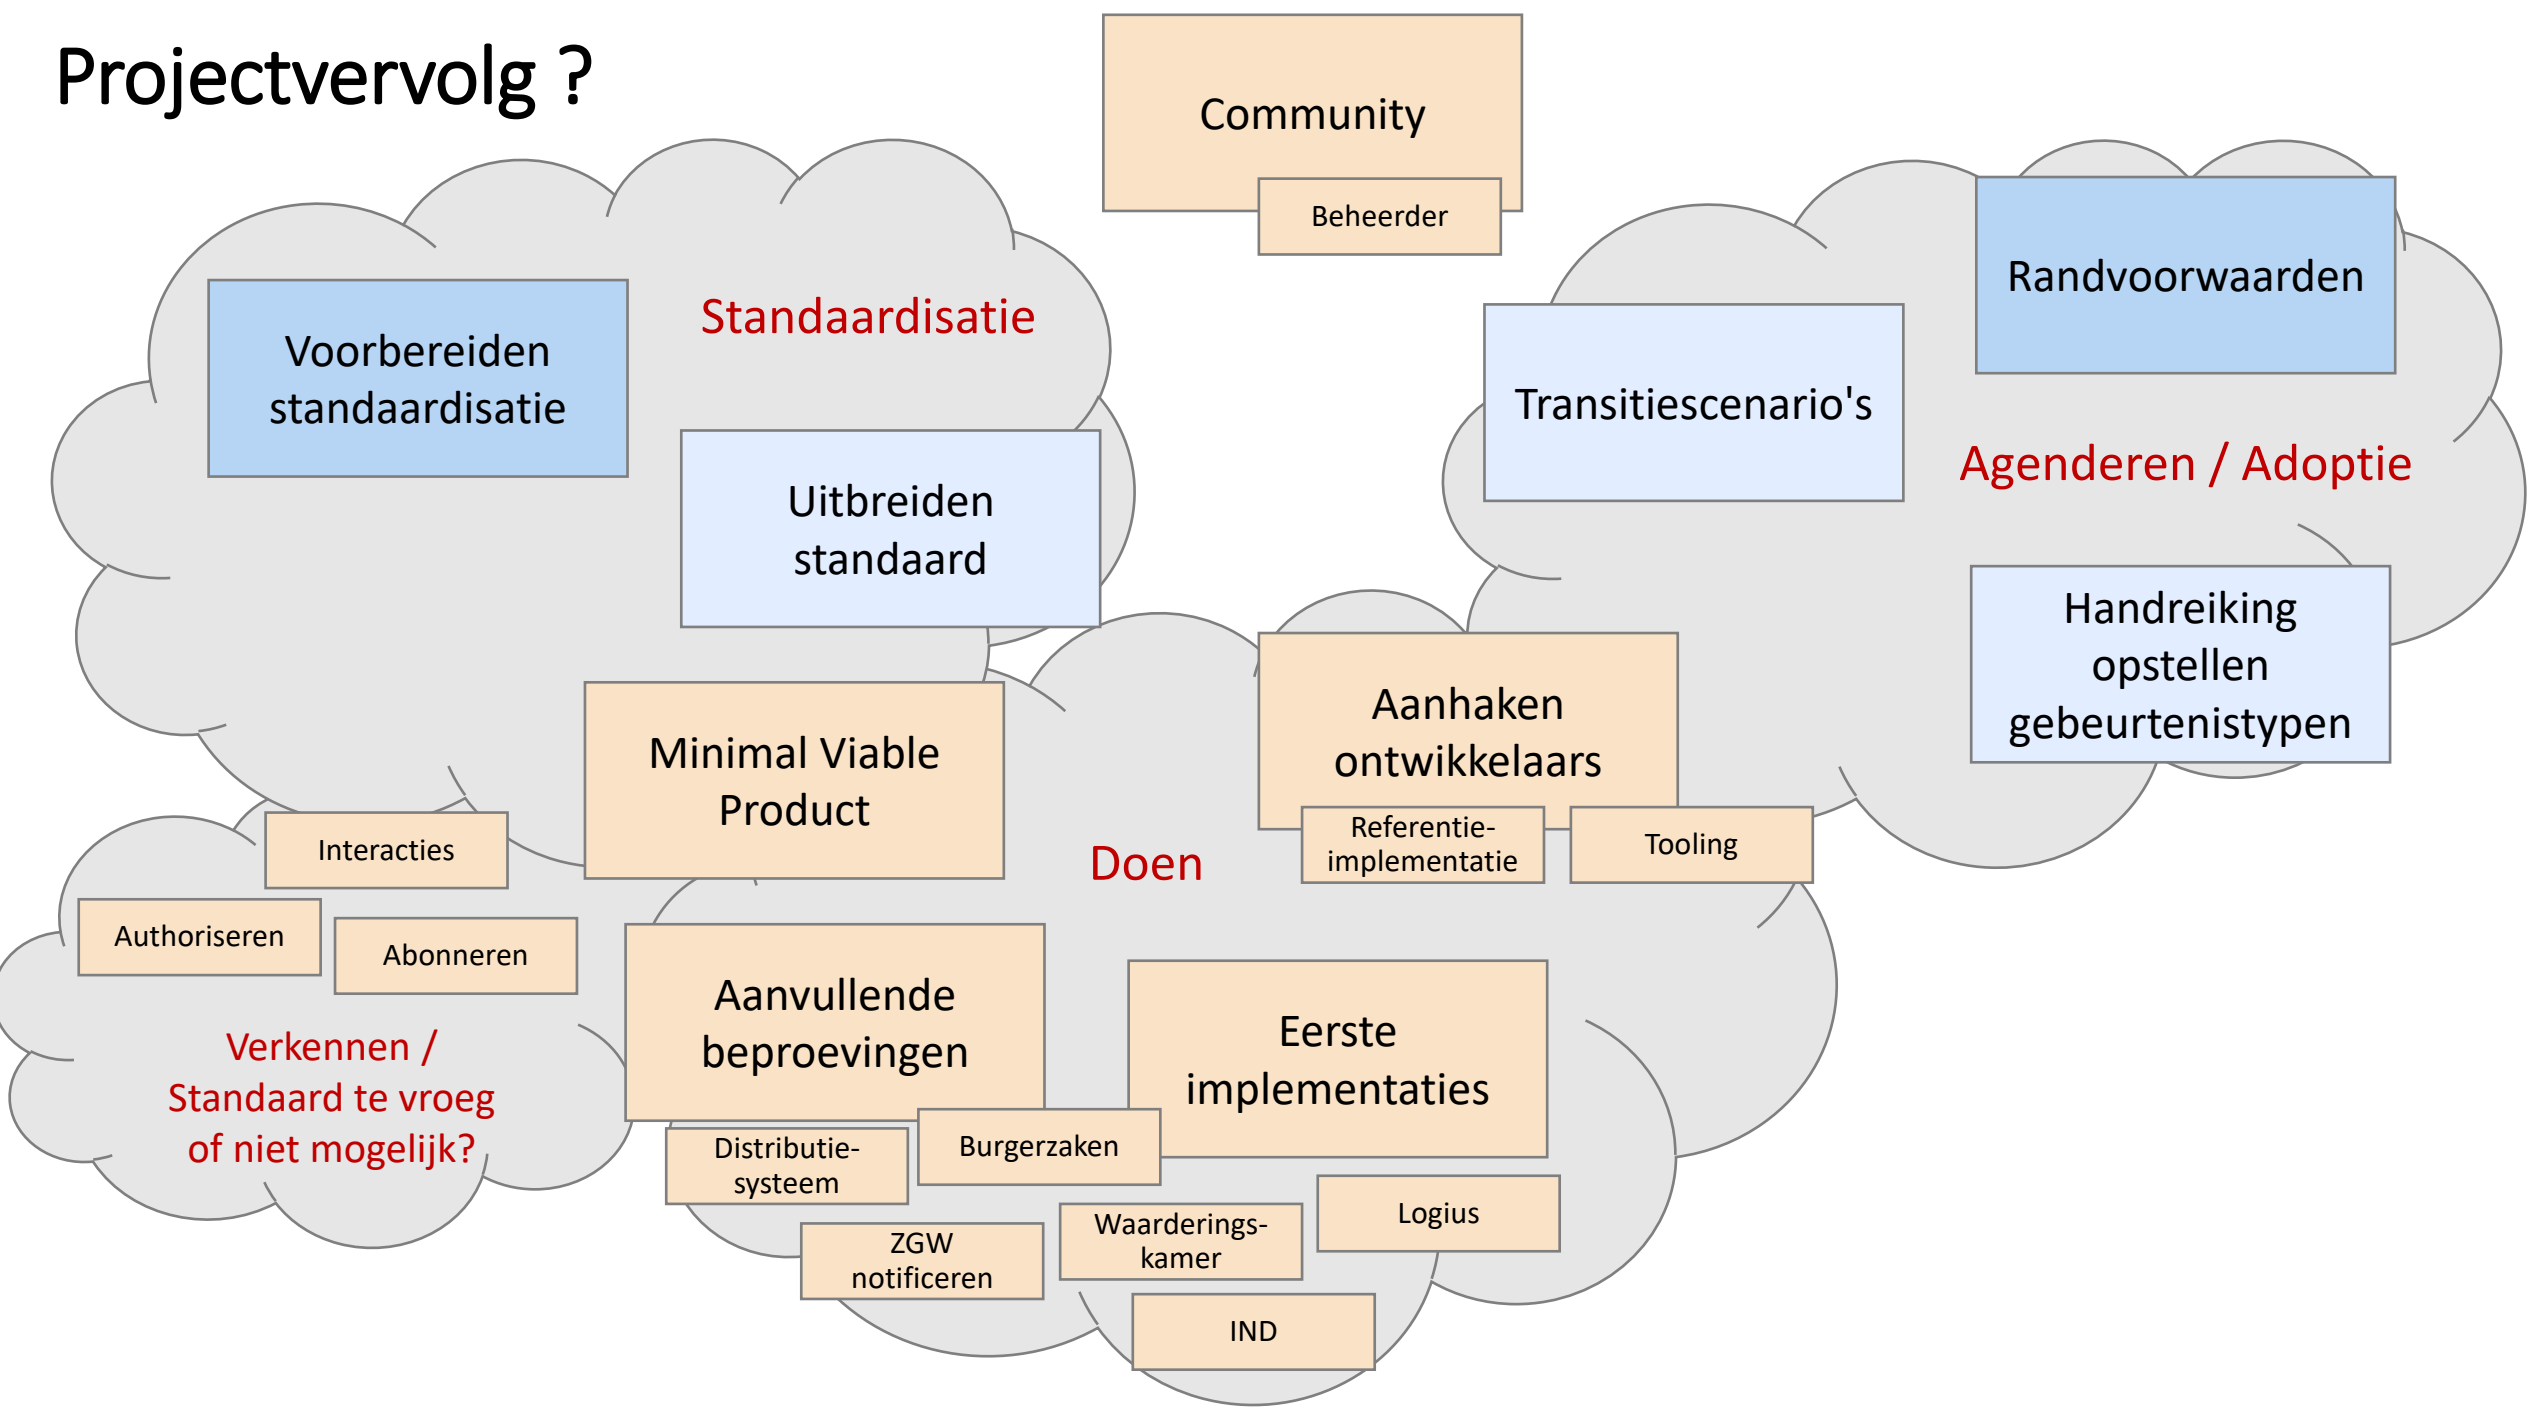 Projectvervolg ?
Community
Beheerder
Standaardisatie
Voorbereiden
standaardisatie
Uitbreiden
standaard
Randvoorwaarden
Transitiescenario's
Agenderen / Adoptie
Handreiking
opstellen
gebeurtenistypen
Minimal Viable
Product
Aanhaken
ontwikkelaars
Referentie-
implementatie
Tooling
Doen
Interacties
Authoriseren
Abonneren
Verkennen /
Standaard te vroeg
of niet mogelijk?
Aanvullende
beproevingen
Eerste
implementaties
Distributie-
systeem
Burgerzaken
ZGW
notificeren
Waarderings-
kamer
Logius
IND